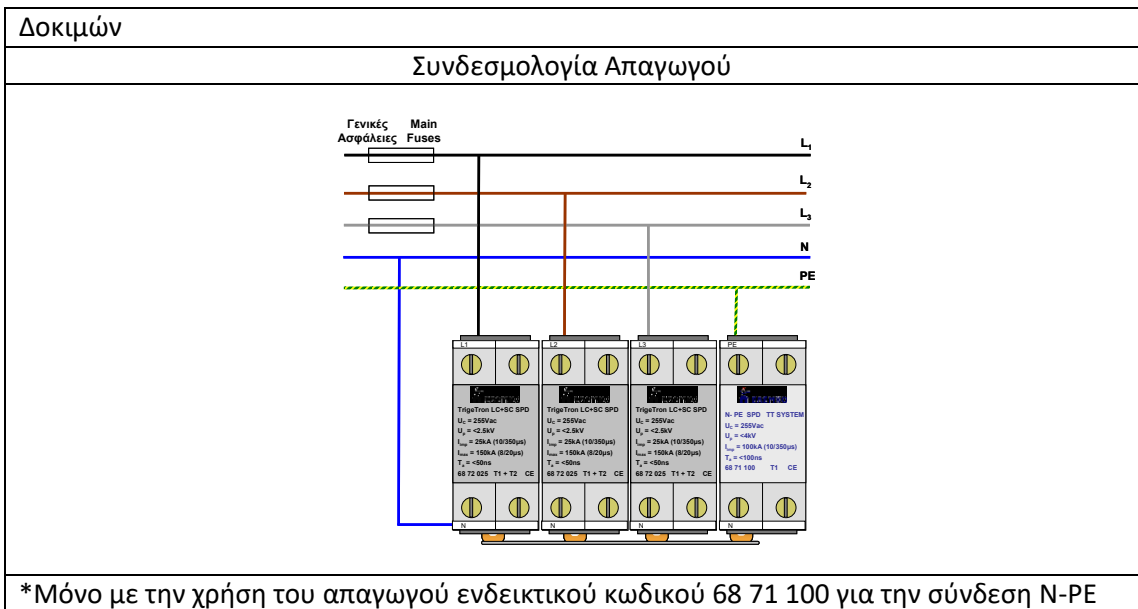 Δοκιμών
Συνδεσμολογία Απαγωγού
Γενικές Main
Ασφάλειες Fuses
L1
L2
L3
N
PE
L1 L2 L3 PE
TrigeTron LC+SC SPD
UC = 255Vac
Up = <2.5kV
Iimp = 25kA (10/350μs)
Imax = 150kA (8/20μs)
Ta = <50ns
68 72 025 T1 + T2 CE
TrigeTron LC+SC SPD
UC = 255Vac
Up = <2.5kV
Iimp = 25kA (10/350μs)
Imax = 150kA (8/20μs)
Ta = <50ns
68 72 025 T1 + T2 CE
TrigeTron LC+SC SPD
UC = 255Vac
Up = <2.5kV
Iimp = 25kA (10/350μs)
Imax = 150kA (8/20μs)
Ta = <50ns
68 72 025 T1 + T2 CE
N- PE SPD TT SYSTEM
UC = 255Vac
Up = <4kV
Iimp = 100kA (10/350μs)
Ta = <100ns
68 71 100 T1 CE
N N N N
*Μόνο με την χρήση του απαγωγού ενδεικτικού κωδικού 68 71 100 για την σύνδεση N-PE